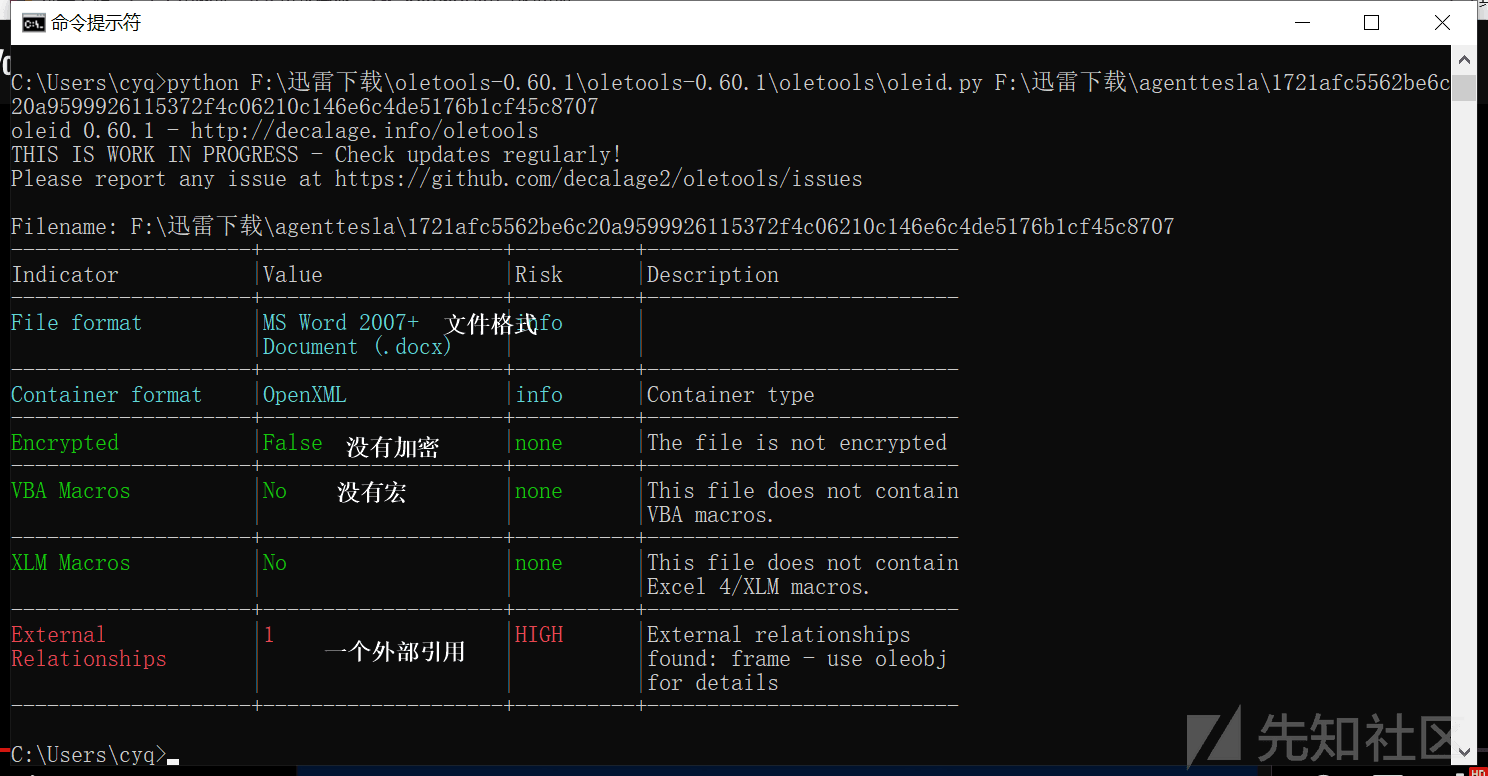 命令提示符
C:\Users\cyq>python F:\迅雷下载\oletools-0.60.1\oletools-0.60.1\oletools\oleid.py F:\迅雷下载\agenttesla\1721afc5562be6c
20a9599926115372f4c06210c146e6c4de5176b1cf45c8707
oleid 0.60.1 - http://decalage.info/oletools
THIS IS WORK IN PROGRESS - Check updates regularly!
Please report any issue at https://github.com/decalage2/oletools/issues
Filename: F:\迅雷下载\agenttesla\1721afc5562be6c20a9599926115372f4c06210c146e6c4de5176b1cf45c8707
Indicator |Value |Risk |Description
File format |MS Word 2007+ 文件格式 |info |
|Document (.docx) | |
Container format |OpenXML |info |Container type
Encrypted |False 没有加密 |none |The file is not encrypted
VBA Macros |No 没有宏 |none |This file does not contain
| | |VBA macros.
XLM Macros |No |none |This file does not contain
| | |Excel 4/XLM macros.
External |1 一个外部引用 |HIGH |External relationships
Relationships | | |found: frame - use oleobj
| | |for details
C:\Users\cyq>
先知社区